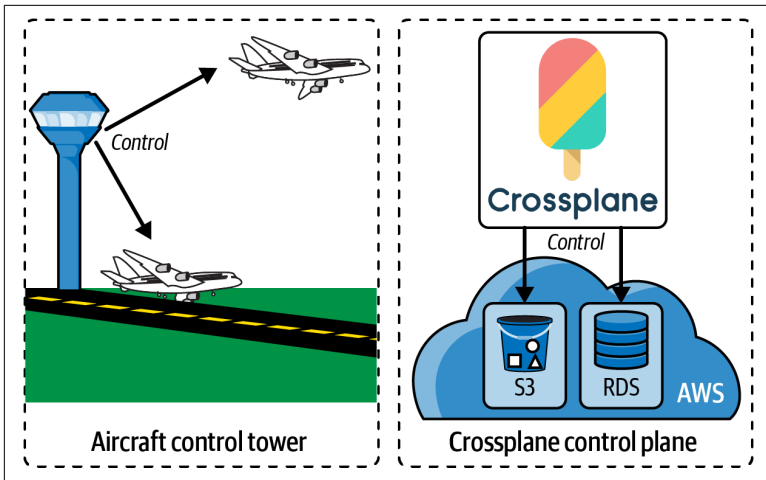 Control
Aircraft control tower
Crossplane
Control
S3
RDS
AWS
Crossplane control plane